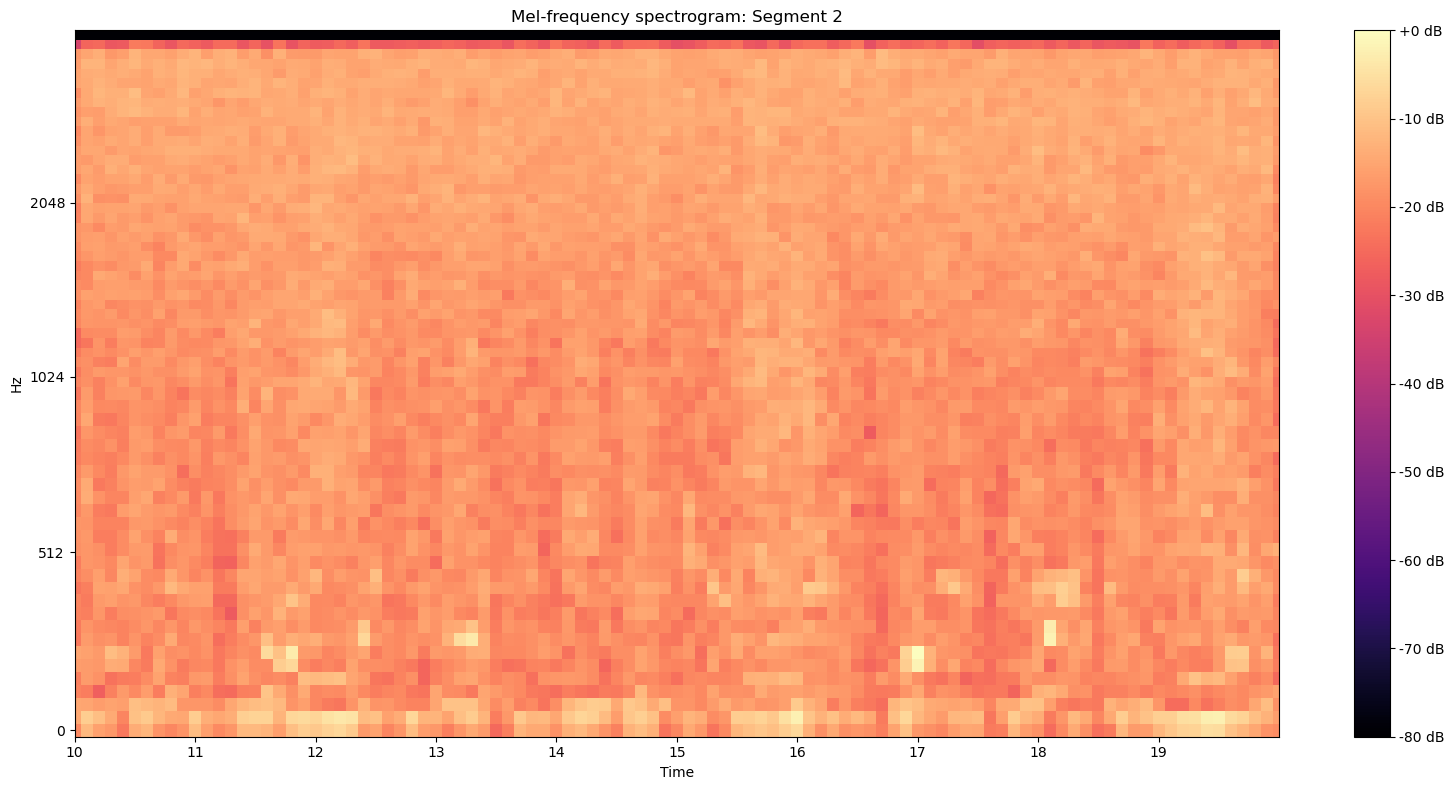 Mel-frequency spectrogram: Segment 2
Hz
2048
1024
512
0
10 11 12 13 14 15 16 17 18 19
Time
+0 dB
-10 dB
-20 dB
-30 dB
-40 dB
-50 dB
-60 dB
-70 dB
-80 dB